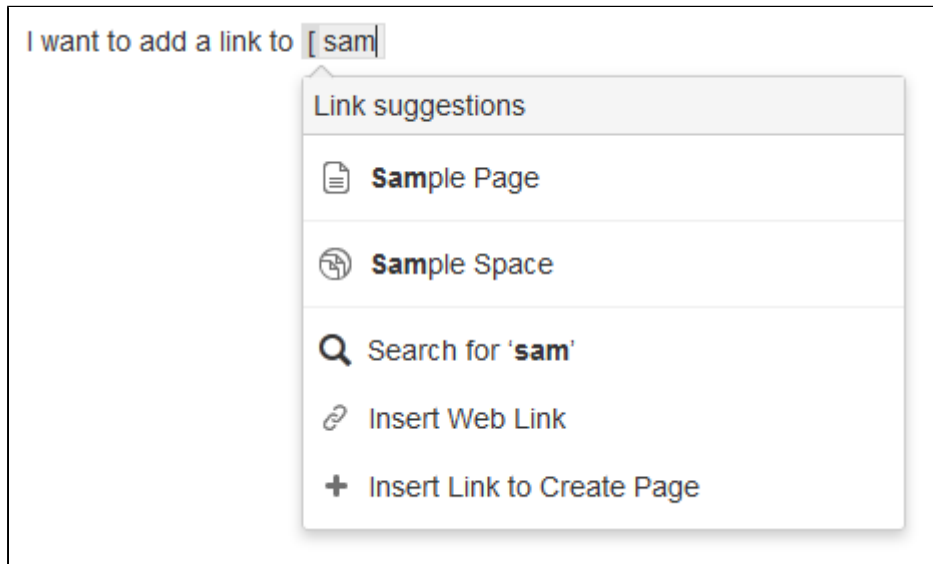 I want to add a link to [ sam
Link suggestions
Sample Page
Sample Space
Search for ‘sam’
Insert Web Link
Insert Link to Create Page